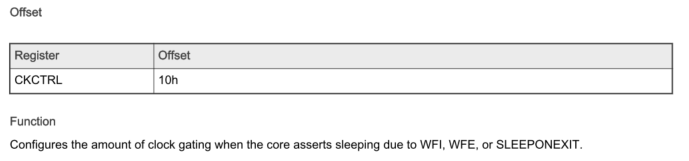 Offset
Register Offset
CKCTRL 10h
Function
Configures the amount of clock gating when the core asserts sleeping due to WFI, WFE, or SLEEPONEXIT.